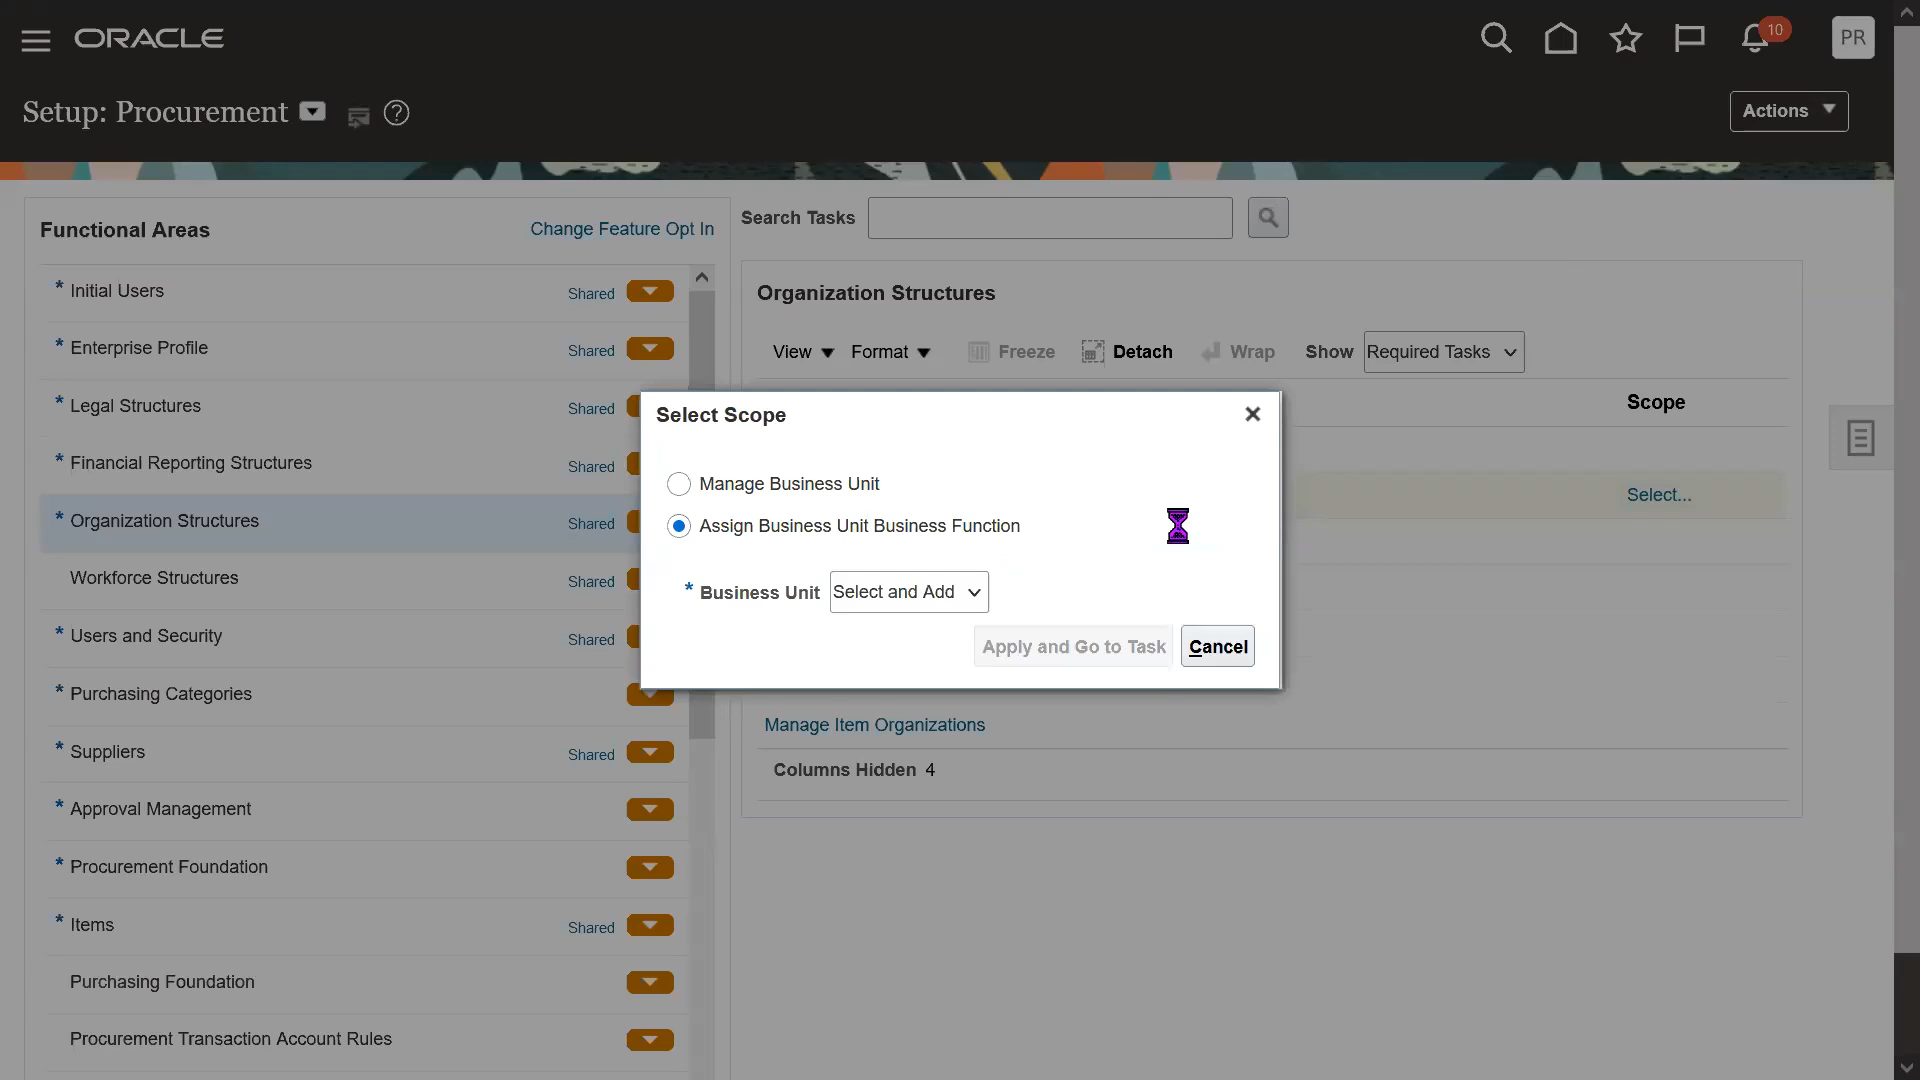 ORACLE
10
PR
Setup: Procurement
Actions
Functional Areas
Change Feature Opt In
* Initial Users Shared
* Enterprise Profile Shared
* Legal Structures Shared
* Financial Reporting Structures Shared
* Organization Structures Shared
Workforce Structures Shared
* Users and Security Shared
* Purchasing Categories
* Suppliers Shared
* Approval Management
* Procurement Foundation
* Items Shared
Purchasing Foundation
Procurement Transaction Account Rules
Search Tasks
Organization Structures
View Format Freeze Detach Wrap Show Required Tasks
Scope
Select...
Select Scope
Manage Business Unit
Assign Business Unit Business Function
* Business Unit Select and Add
Apply and Go to Task Cancel
Manage Item Organizations
Columns Hidden 4